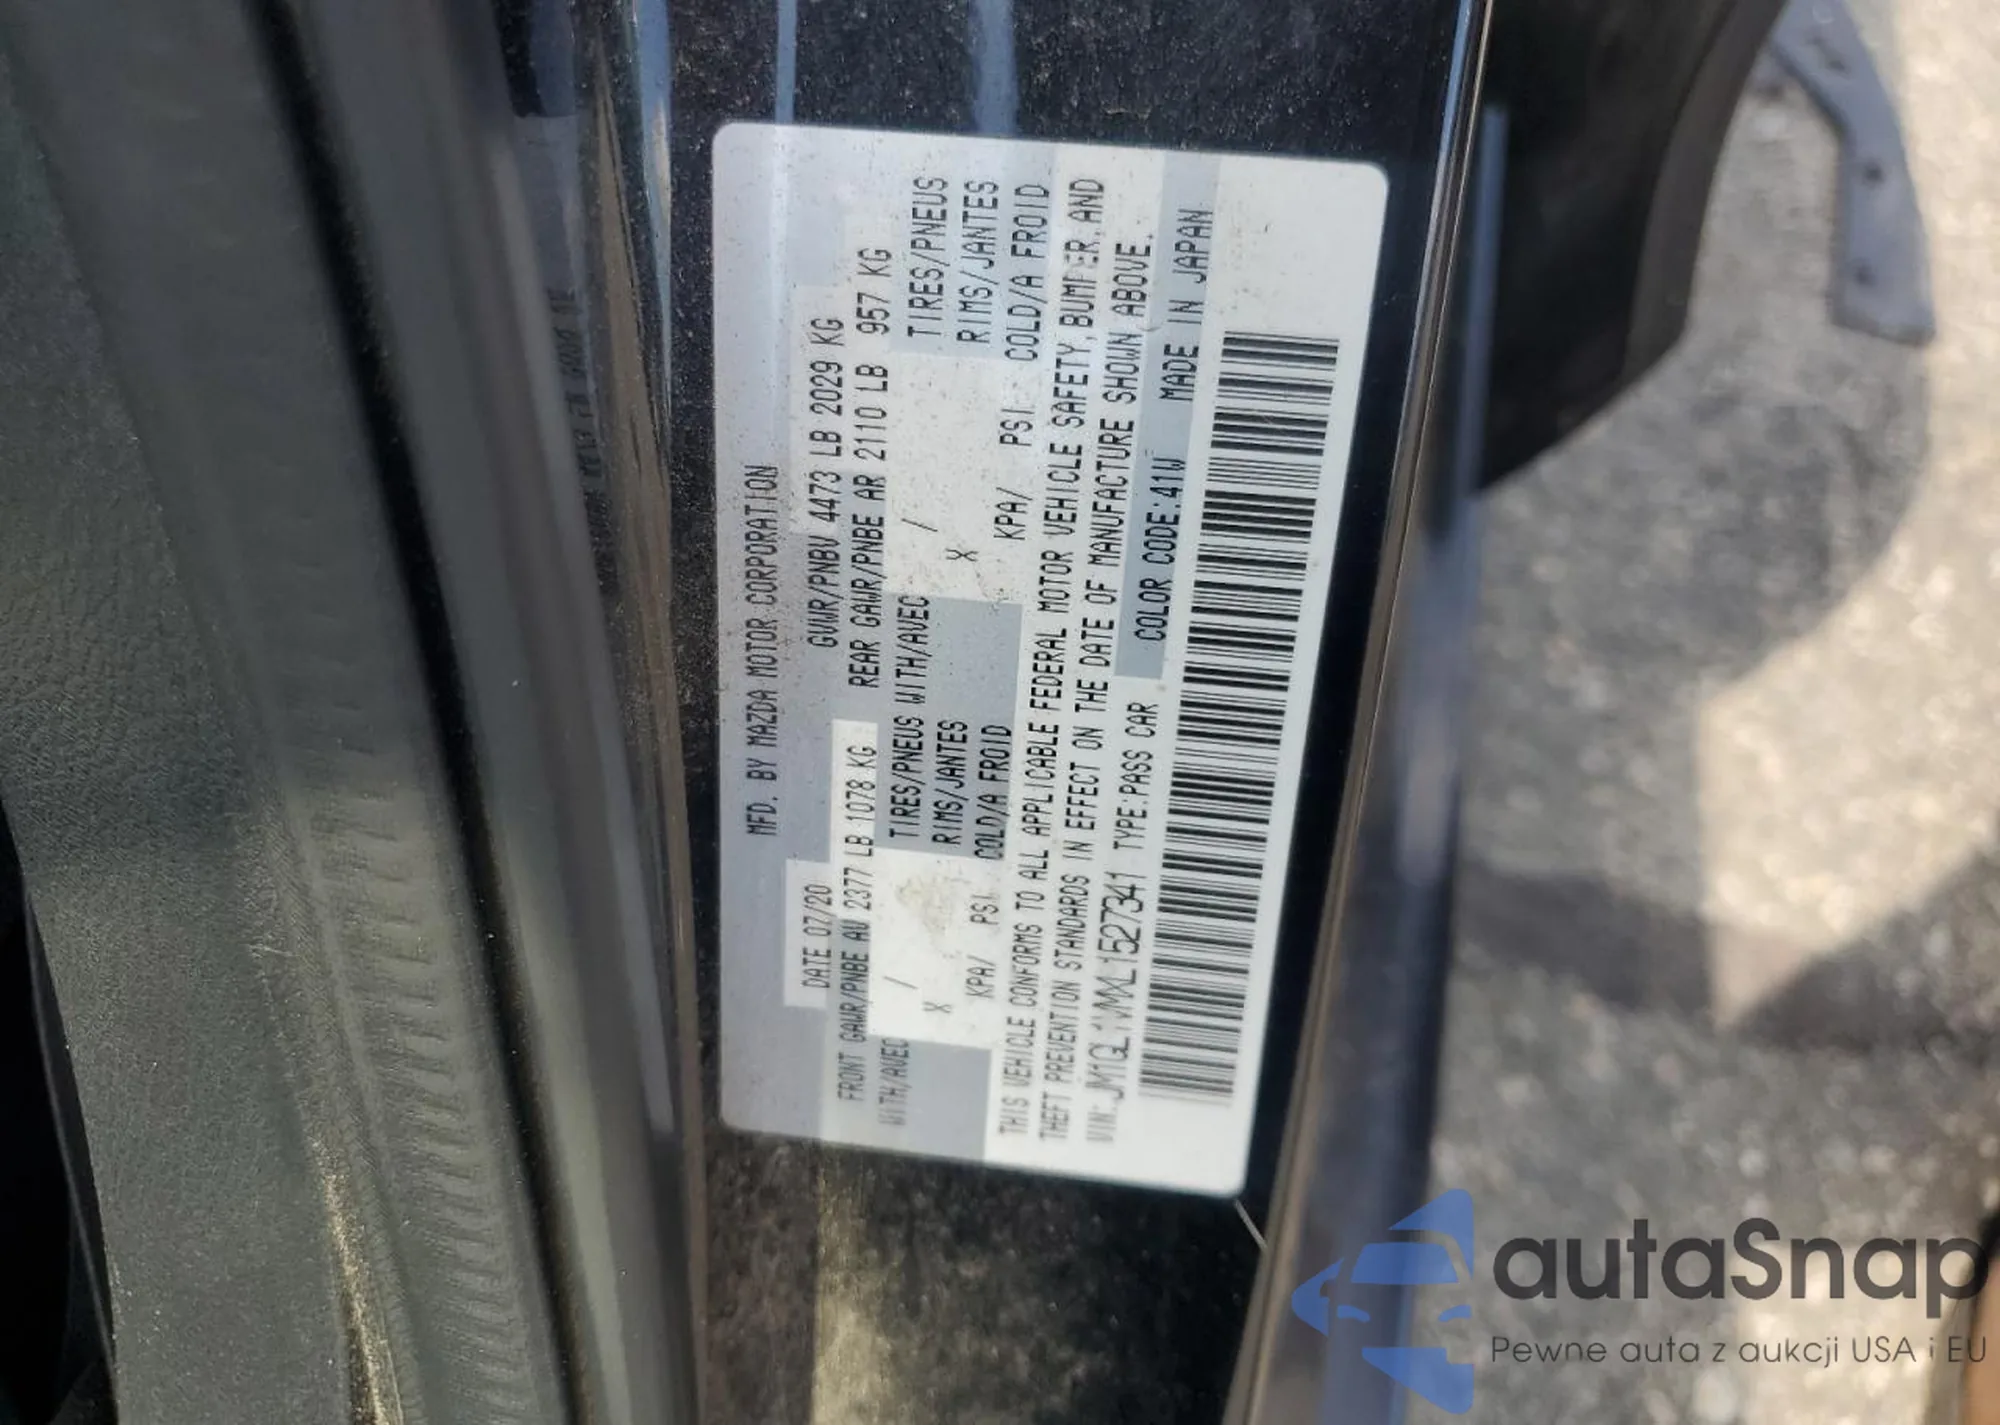 MFD. BY MAZDA MOTOR CORPORATION
DATE 07/20 GVWR/PNBV 4473 LB 2029 KG
FRONT GAWR/PNBE AV 2377 LB 1078 KG REAR GAWR/PNBE AR 2110 LB 957 KG
WITH/AVEC / TIRES/PNEUS WITH/AVEC / TIRES/PNEUS
X RIMS/JANTES X RIMS/JANTES
KPA/ PSI. COLD/A FROID KPA/ PSI. COLD/A FROID
THIS VEHICLE CONFORMS TO ALL APPLICABLE FEDERAL MOTOR VEHICLE SAFETY, BUMPER, AND
THEFT PREVENTION STANDARDS IN EFFECT ON THE DATE OF MANUFACTURE SHOWN ABOVE.
VIN: JM1GL1VMXL1527341 TYPE:PASS CAR COLOR CODE:41W MADE IN JAPAN
autaSnap
Pewne auta z aukcji USA i EU